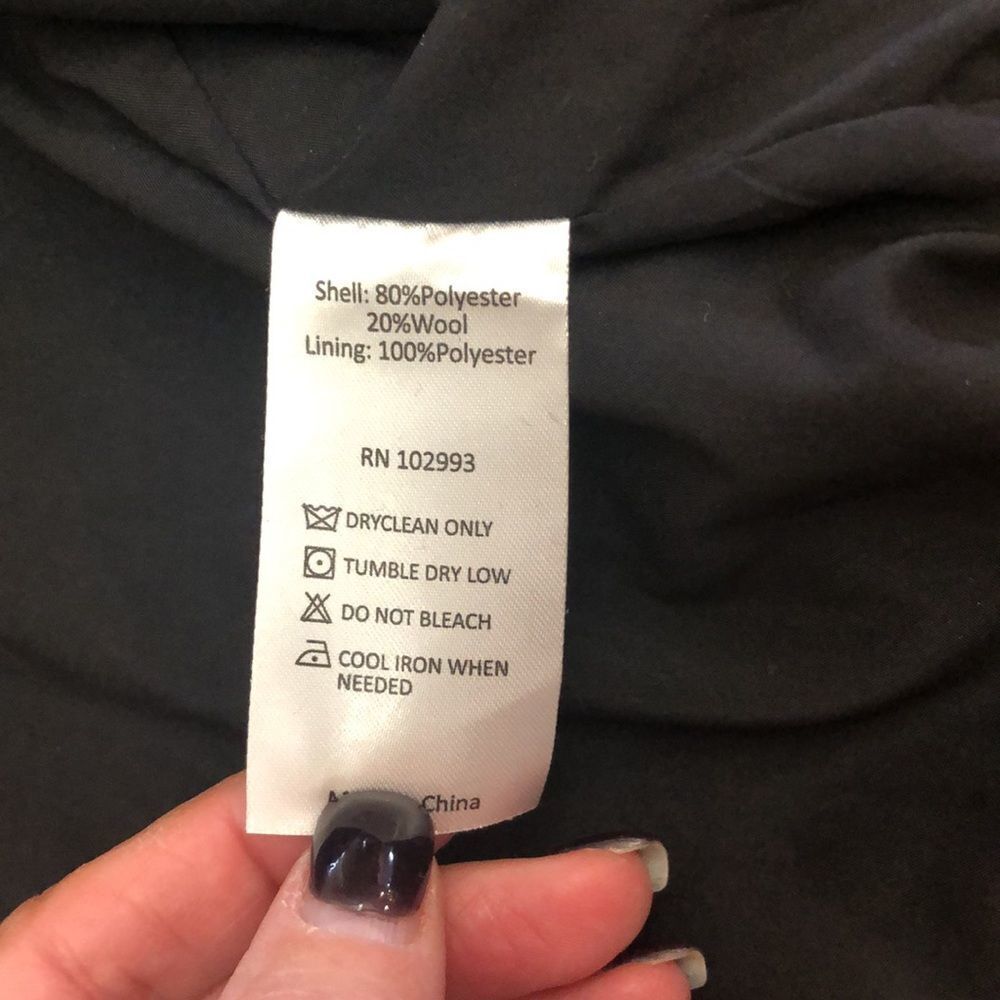 Shell: 80%Polyester
20%Wool
Lining: 100%Polyester
RN 102993
DRYCLEAN ONLY
TUMBLE DRY LOW
DO NOT BLEACH
COOL IRON WHEN
NEEDED
China